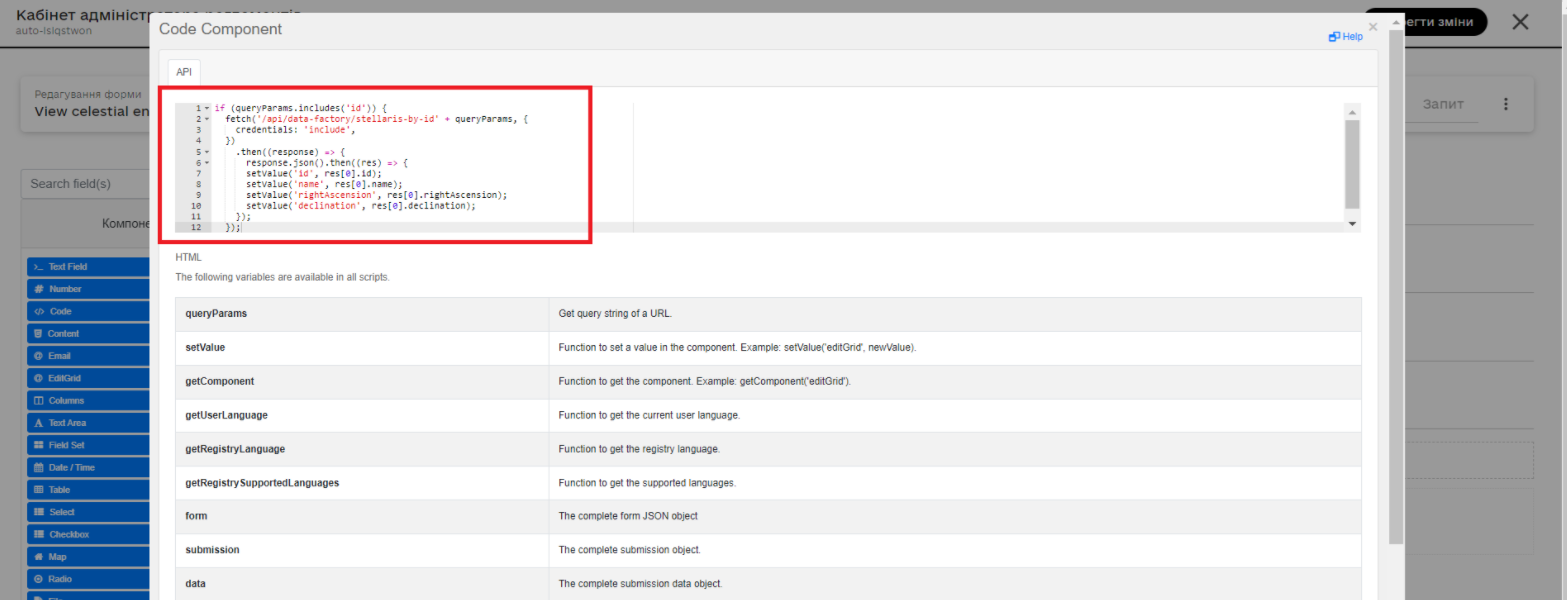 Кабінет адміністр
auto-isiqstwon
егти зміни
Редагування форми
View celestial en
Запит
Search field(s)
Компоне
>_ Text Field
# Number
</> Code
Content
@ Email
@ EditGrid
Columns
A Text Area
Field Set
Date / Time
Table
Select
Checkbox
Map
Radio
Code Component
Help
API
1 if (queryParams.includes('id')) {
2 fetch('/api/data-factory/stellaris-by-id' + queryParams, {
3 credentials: 'include',
4 })
5 .then((response) => {
6 response.json().then((res) => {
7 setValue('id', res[0].id);
8 setValue('name', res[0].name);
9 setValue('rightAscension', res[0].rightAscension);
10 setValue('declination', res[0].declination);
11 });
12 });
HTML
The following variables are available in all scripts.
queryParams Get query string of a URL.
setValue Function to set a value in the component. Example: setValue('editGrid', newValue).
getComponent Function to get the component. Example: getComponent('editGrid').
getUserLanguage Function to get the current user language.
getRegistryLanguage Function to get the registry language.
getRegistrySupportedLanguages Function to get the supported languages.
form The complete form JSON object
submission The complete submission object.
data The complete submission data object.